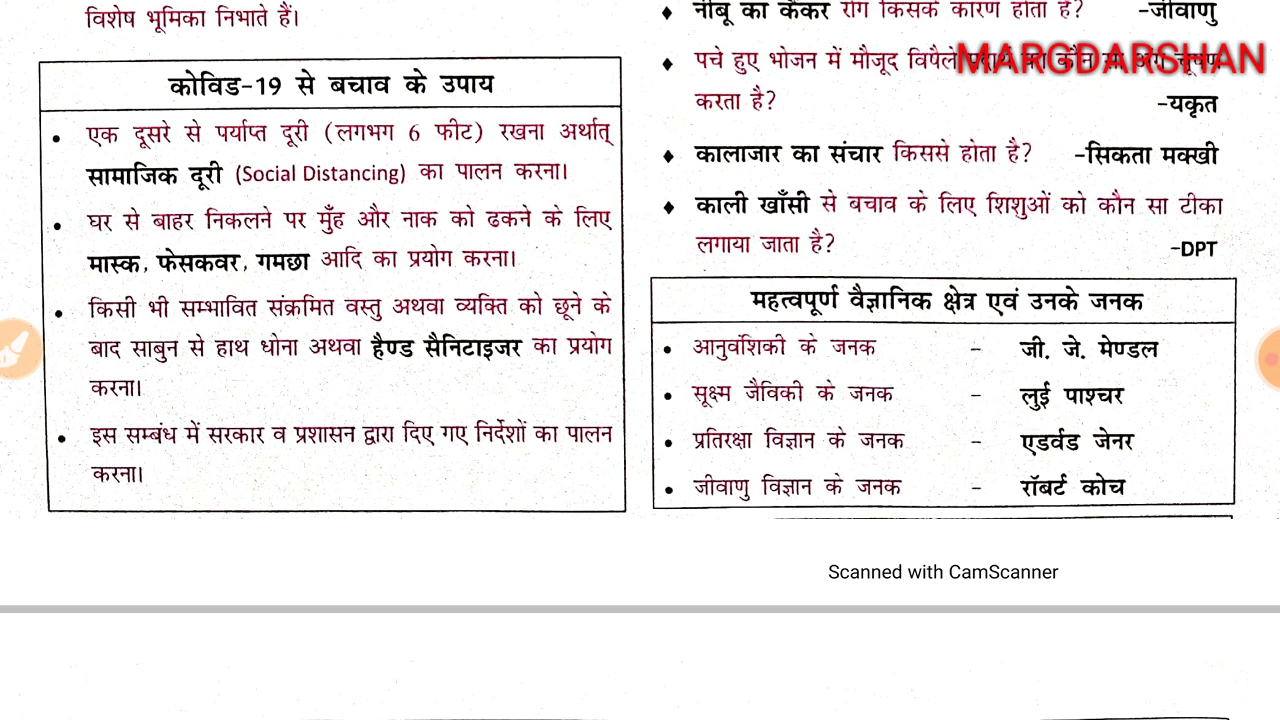 विशेष भूमिका निभाते हैं।
कोविड-19 से बचाव के उपाय
• एक दूसरे से पर्याप्त दूरी (लगभग 6 फीट) रखना अर्थात्
सामाजिक दूरी (Social Distancing) का पालन करना।
• घर से बाहर निकलने पर मुँह और नाक को ढकने के लिए
मास्क, फेसकवर, गमछा आदि का प्रयोग करना।
• किसी भी सम्भावित संक्रमित वस्तु अथवा व्यक्ति को छूने के
बाद साबुन से हाथ धोना अथवा हैण्ड सैनिटाइजर का प्रयोग
करना।
• इस सम्बंध में सरकार व प्रशासन द्वारा दिए गए निर्देशों का पालन
करना।
♦ नींबू का कैंकर रोग किसके कारण होता है? -जीवाणु
MARGDARSHAN
♦ पचे हुए भोजन में मौजूद विषैले कौन
करता है? -यकृत
♦ कालाजार का संचार किससे होता है? -सिकता मक्खी
♦ काली खाँसी से बचाव के लिए शिशुओं को कौन सा टीका
लगाया जाता है? -DPT
महत्वपूर्ण वैज्ञानिक क्षेत्र एवं उनके जनक
• आनुवंशिकी के जनक - जी. जे. मेण्डल
• सूक्ष्म जैविकी के जनक - लुई पाश्चर
• प्रतिरक्षा विज्ञान के जनक - एडर्वड जेनर
• जीवाणु विज्ञान के जनक - रॉबर्ट कोच
Scanned with CamScanner